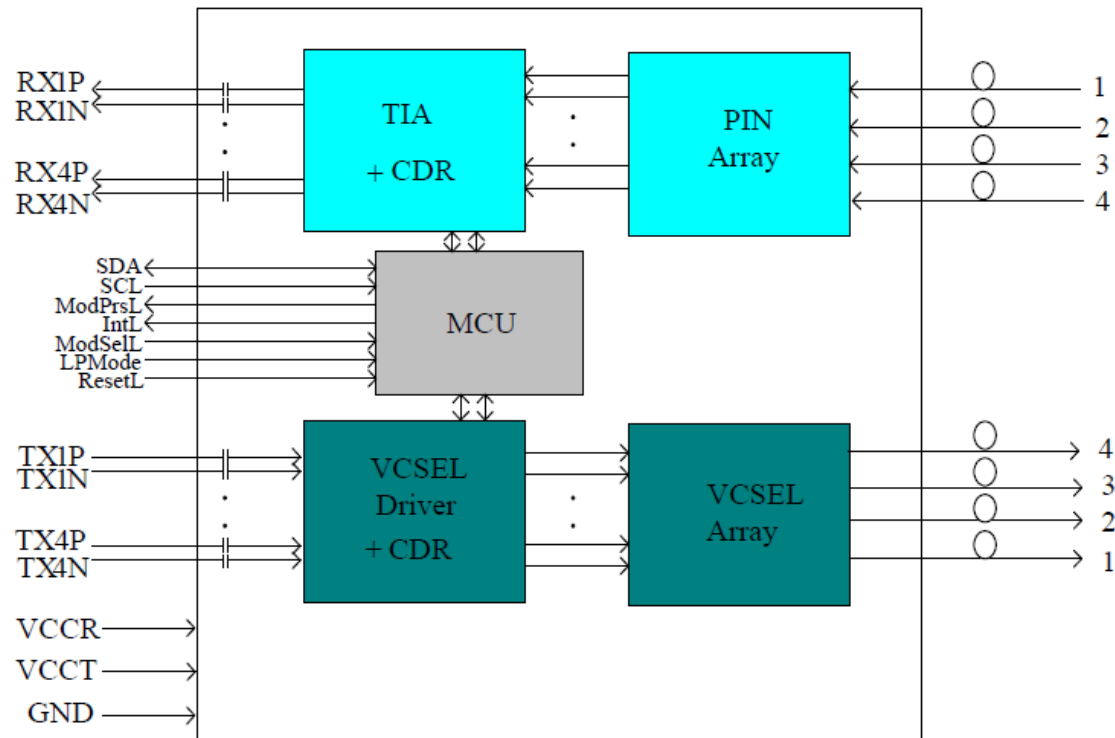 RX1P
RX1N
RX4P
RX4N
TIA
+ CDR
PIN
Array
1
2
3
4
SDA
SCL
ModPrsL
IntL
ModSelL
LPMode
ResetL
MCU
TX1P
TX1N
TX4P
TX4N
VCSEL
Driver
+ CDR
VCSEL
Array
4
3
2
1
VCCR
VCCT
GND